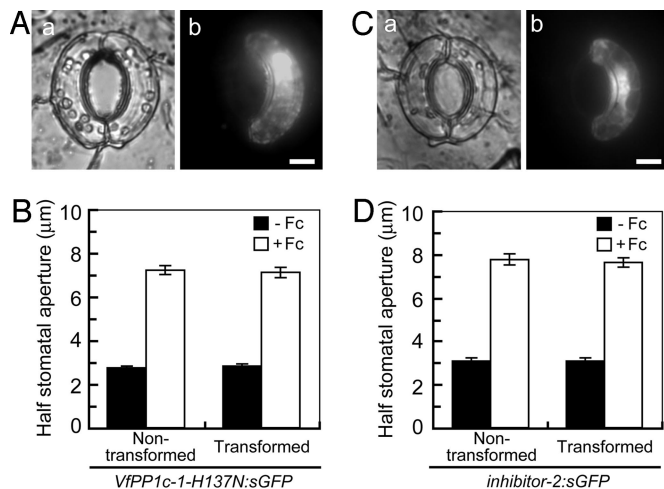 A
a
b
C
a
b
B
Half stomatal aperture (μm)
10
8
6
4
2
0
- Fc
+ Fc
Non-
transformed
Transformed
VfPP1c-1-H137N:sGFP
D
Half stomatal aperture (μm)
10
8
6
4
2
0
- Fc
+ Fc
Non-
transformed
Transformed
inhibitor-2:sGFP